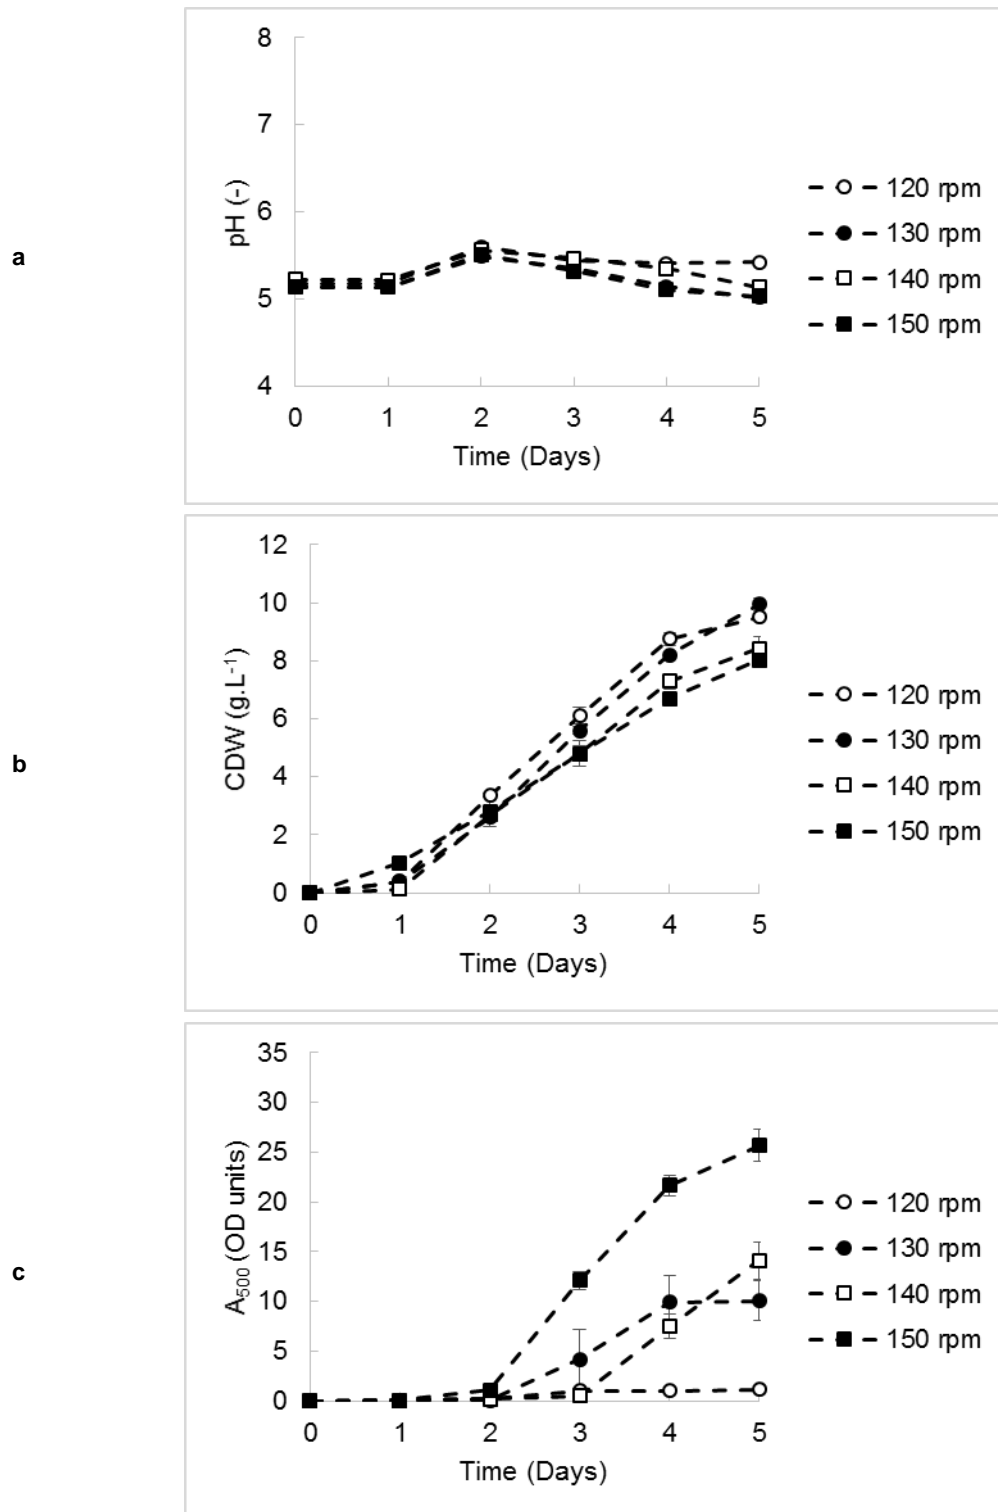 a
8
7
6
5
4
pH (-)
0 1 2 3 4 5
Time (Days)
120 rpm
130 rpm
140 rpm
150 rpm
b
12
10
8
6
4
2
0
CDW (g.L⁻¹)
0 1 2 3 4 5
Time (Days)
120 rpm
130 rpm
140 rpm
150 rpm
c
35
30
25
20
15
10
5
0
A₅₀₀ (OD units)
0 1 2 3 4 5
Time (Days)
120 rpm
130 rpm
140 rpm
150 rpm